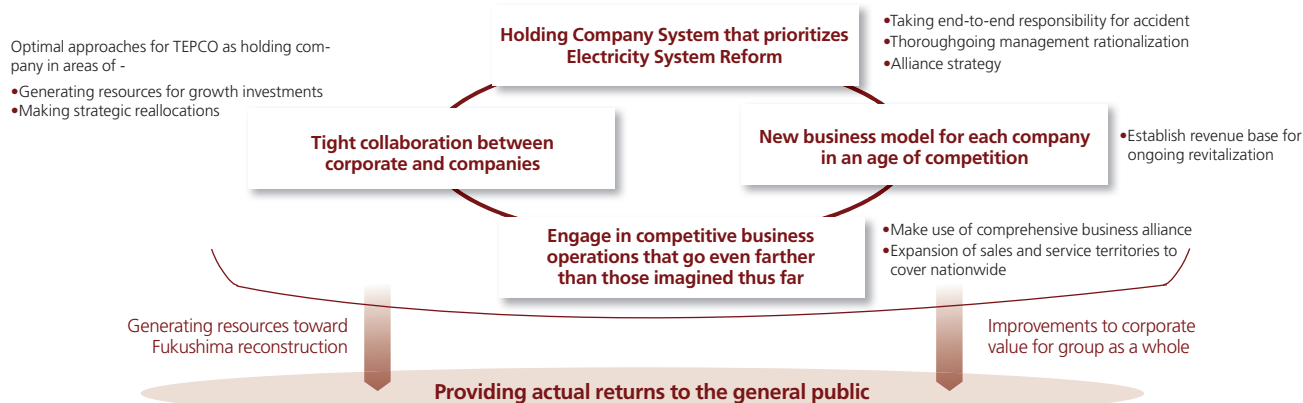 Optimal approaches for TEPCO as holding com-
pany in areas of -
•Generating resources for growth investments
•Making strategic reallocations
Holding Company System that prioritizes
Electricity System Reform
•Taking end-to-end responsibility for accident
•Thoroughgoing management rationalization
•Alliance strategy
Tight collaboration between
corporate and companies
New business model for each company
in an age of competition
•Establish revenue base for
ongoing revitalization
Engage in competitive business
operations that go even farther
than those imagined thus far
•Make use of comprehensive business alliance
•Expansion of sales and service territories to
cover nationwide
Generating resources toward
Fukushima reconstruction
Improvements to corporate
value for group as a whole
Providing actual returns to the general public